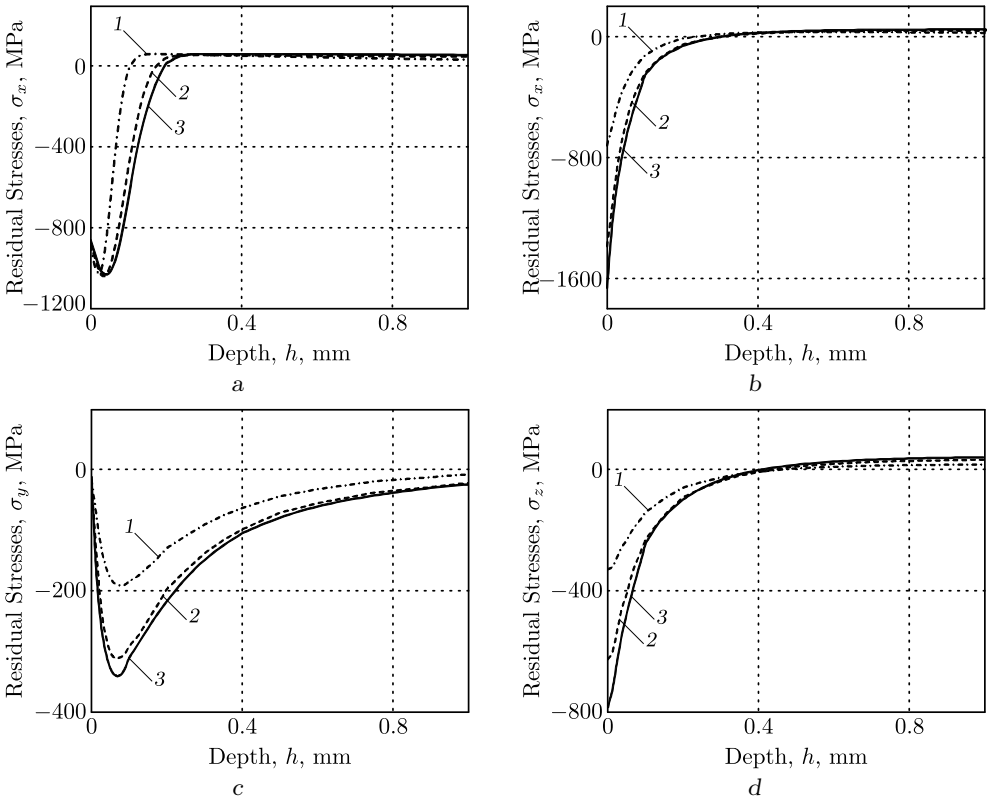 Residual Stresses, σx, MPa
0
−400
−800
−1200
1
2
3
0 0.4 0.8
Depth, h, mm
a
Residual Stresses, σx, MPa
0
−800
−1600
1
2
3
0 0.4 0.8
Depth, h, mm
b
Residual Stresses, σy, MPa
0
−200
−400
1
2
3
0 0.4 0.8
Depth, h, mm
c
Residual Stresses, σz, MPa
0
−400
−800
1
3
2
0 0.4 0.8
Depth, h, mm
d